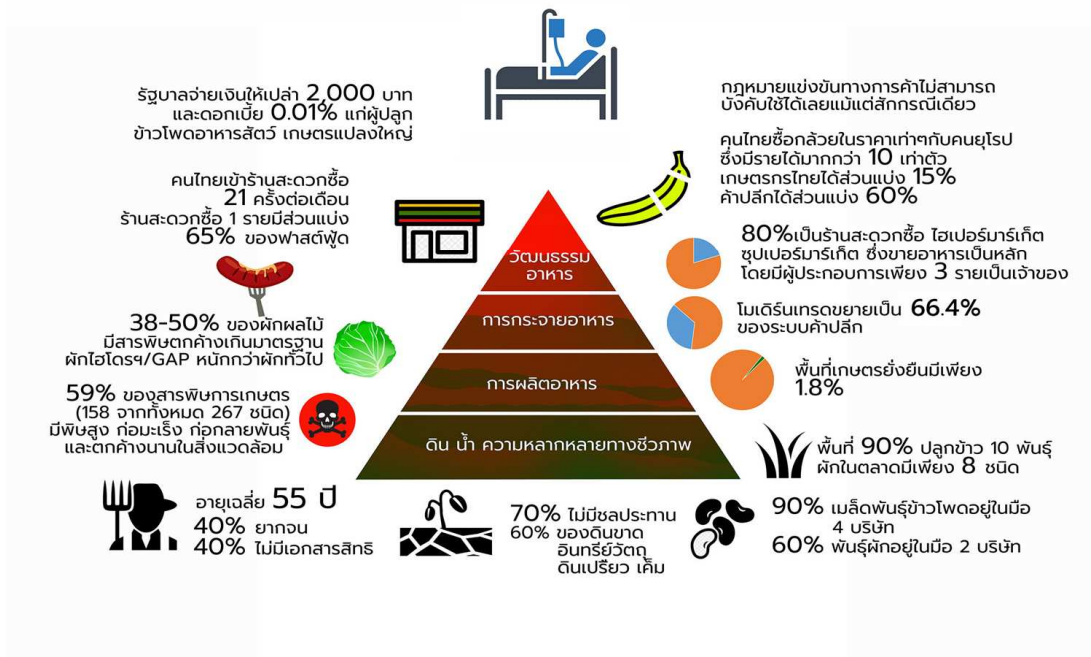 รัฐบาลจ่ายเงินให้เปล่า 2,000 บาท
และดอกเบี้ย 0.01% แก่ผู้ปลูก
ข้าวโพดอาหารสัตว์ เกษตรแปลงใหญ่
คนไทยเข้าร้านสะดวกซื้อ
21 ครั้งต่อเดือน
ร้านสะดวกซื้อ 1 รายมีส่วนแบ่ง
65% ของฟาสต์ฟู้ด
38-50% ของผักผลไม้
มีสารพิษตกค้างเกินมาตรฐาน
ผักไฮโดรฯ/GAP หนักกว่าผักทั่วไป
59% ของสารพิษการเกษตร
(158 จากทั้งหมด 267 ชนิด)
มีพิษสูง ก่อมะเร็ง ก่อกลายพันธุ์
และตกค้างนานในสิ่งแวดล้อม
กฎหมายแข่งขันทางการค้าไม่สามารถ
บังคับใช้ได้เลยแม้แต่สักกรณีเดียว
คนไทยซื้อกล้วยในราคาเท่าๆกับคนยุโรป
ซึ่งมีรายได้มากกว่า 10 เท่าตัว
เกษตรกรไทยได้ส่วนแบ่ง 15%
ค้าปลีกได้ส่วนแบ่ง 60%
80%เป็นร้านสะดวกซื้อ ไฮเปอร์มาร์เก็ต
ซุปเปอร์มาร์เก็ต ซึ่งขายอาหารเป็นหลัก
โดยมีผู้ประกอบการเพียง 3 รายเป็นเจ้าของ
โมเดิร์นเทรดขยายเป็น 66.4%
ของระบบค้าปลีก
พื้นที่เกษตรยั่งยืนมีเพียง
1.8%
วัฒนธรรม
อาหาร
การกระจายอาหาร
การผลิตอาหาร
ดิน น้ำ ความหลากหลายทางชีวภาพ
พื้นที่ 90% ปลูกข้าว 10 พันธุ์
ผักในตลาดมีเพียง 8 ชนิด
อายุเฉลี่ย 55 ปี
40% ยากจน
40% ไม่มีเอกสารสิทธิ
70% ไม่มีชลประทาน
60% ของดินขาด
อินทรีย์วัตถุ
ดินเปรียว เค็ม
90% เมล็ดพันธุ์ข้าวโพดอยู่ในมือ
4 บริษัท
60% พันธุ์ผักอยู่ในมือ 2 บริษัท